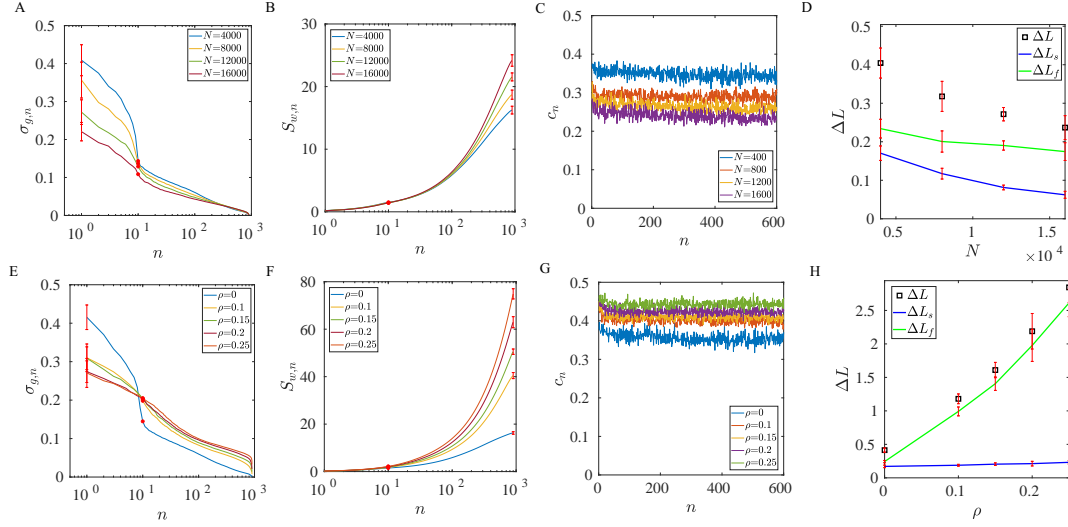 A
0.5
0.4
0.3
0.2
0.1
0
σg,n
10^0 10^1 10^2 10^3
n
N=4000
N=8000
N=12000
N=16000
B
30
20
10
0
Sw,n
10^0 10^1 10^2 10^3
n
N=4000
N=8000
N=12000
N=16000
C
0.5
0.4
0.3
0.2
0.1
0
cn
0 200 400 600
n
N=400
N=800
N=1200
N=1600
D
0.5
0.4
0.3
0.2
0.1
0
ΔL
5000 10000 1.5
N
×10^4
ΔL
ΔLs
ΔLf
E
0.5
0.4
0.3
0.2
0.1
0
σg,n
10^0 10^1 10^2 10^3
n
ρ=0
ρ=0.1
ρ=0.15
ρ=0.2
ρ=0.25
F
80
60
40
20
0
Sw,n
10^0 10^1 10^2 10^3
n
ρ=0
ρ=0.1
ρ=0.15
ρ=0.2
ρ=0.25
G
0.5
0.4
0.3
0.2
0.1
0
cn
0 200 400 600
n
ρ=0
ρ=0.1
ρ=0.15
ρ=0.2
ρ=0.25
H
2.5
2
1.5
1
0.5
0
ΔL
0 0.1 0.2
ρ
ΔL
ΔLs
ΔLf